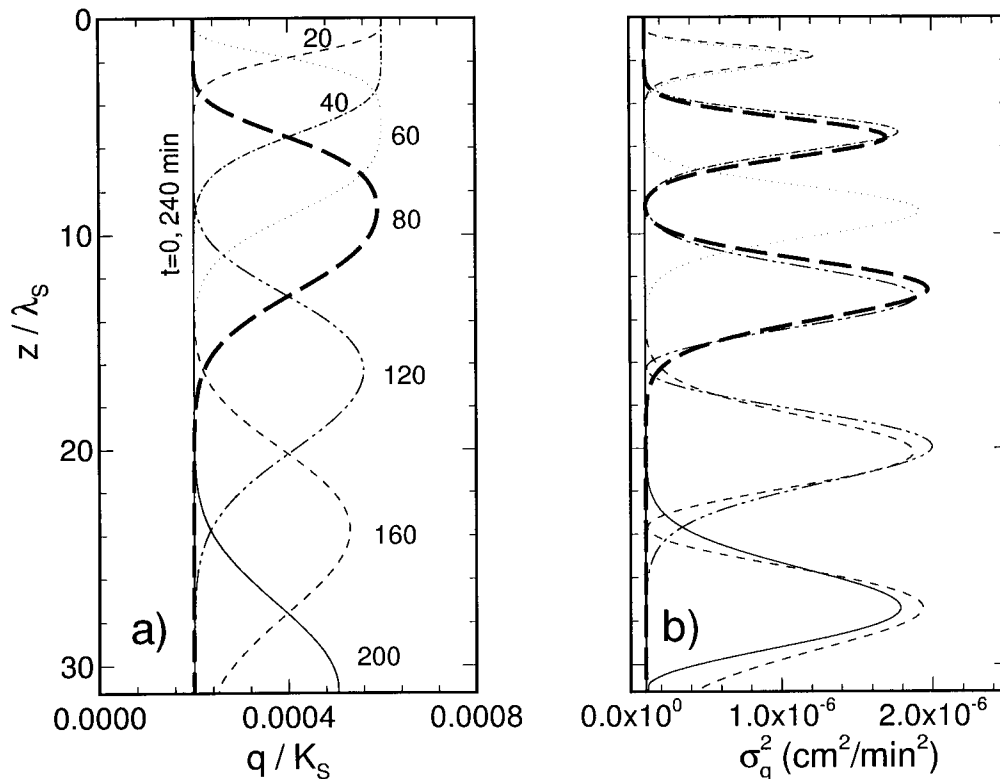 0
10
20
30
z / λS
0.0000
0.0004
0.0008
q / KS
t=0, 240 min
20
40
60
80
120
160
200
a)
0.0x10⁰
1.0x10⁻⁶
2.0x10⁻⁶
σq² (cm²/min²)
b)